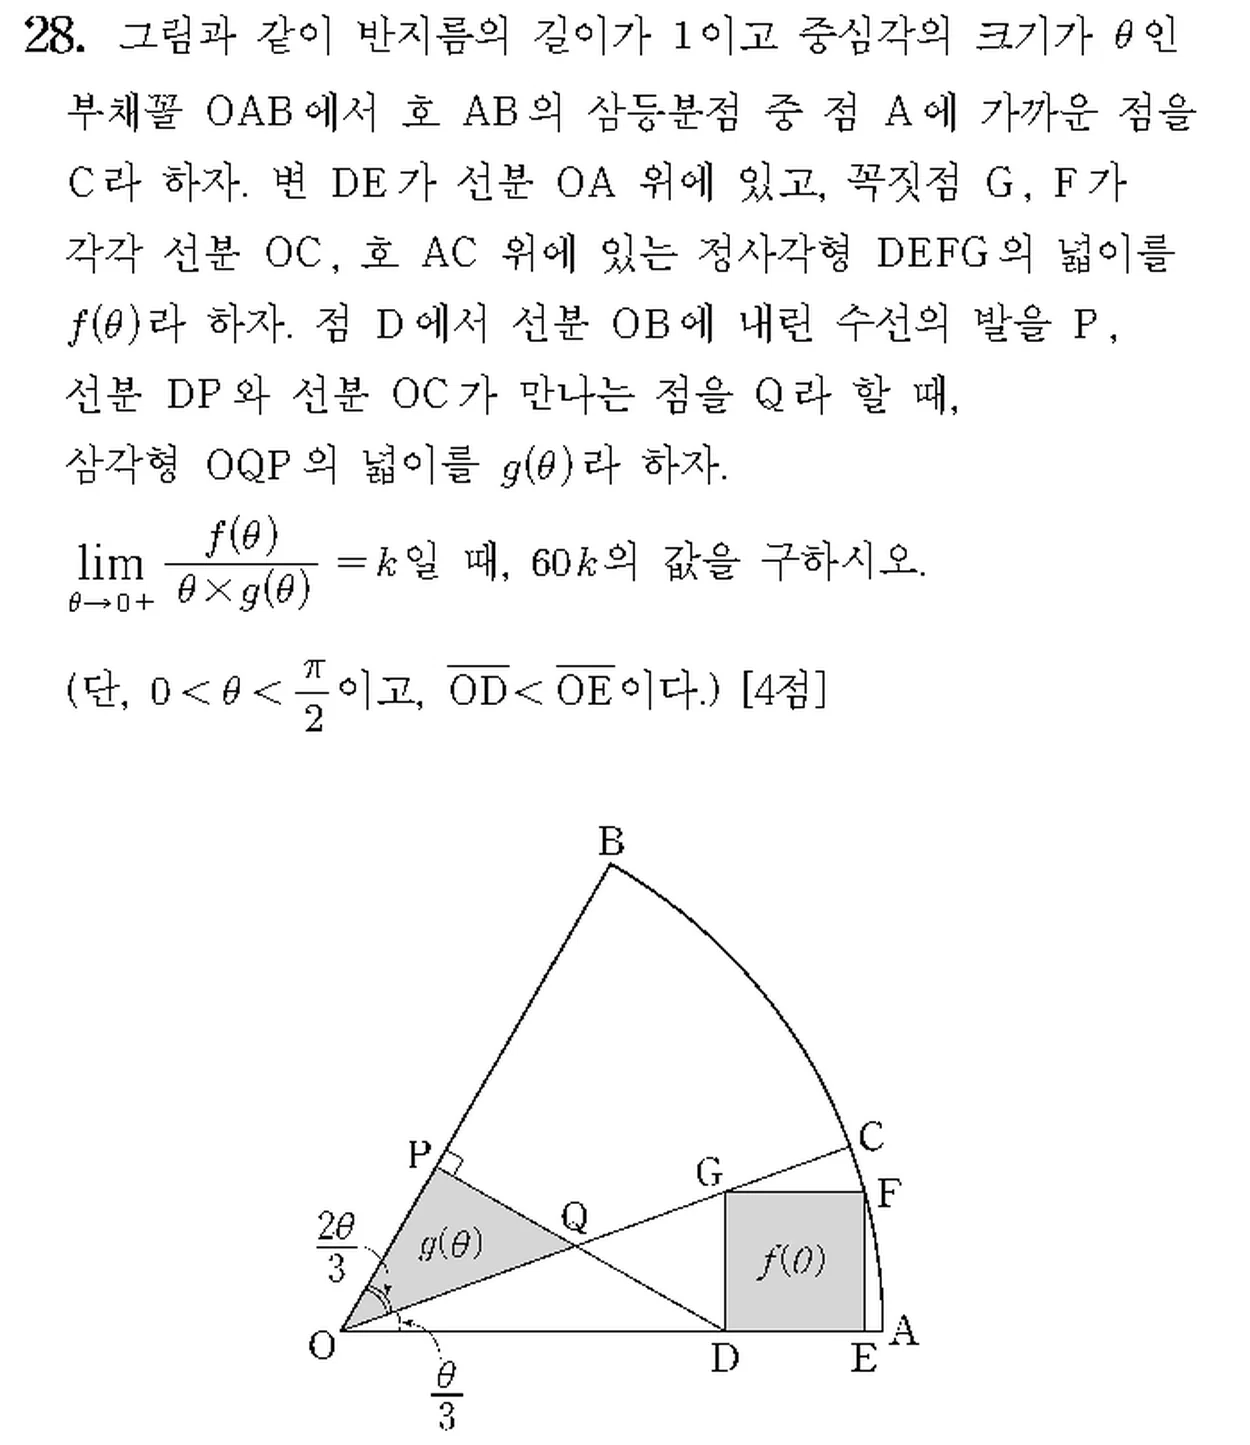 28. 그림과 같이 반지름의 길이가 1이고 중심각의 크기가 θ인
부채꼴 OAB에서 호 AB의 삼등분점 중 점 A에 가까운 점을
C라 하자. 변 DE가 선분 OA 위에 있고, 꼭짓점 G, F가
각각 선분 OC, 호 AC 위에 있는 정사각형 DEFG의 넓이를
f(θ)라 하자. 점 D에서 선분 OB에 내린 수선의 발을 P,
선분 DP와 선분 OC가 만나는 점을 Q라 할 때,
삼각형 OQP의 넓이를 g(θ)라 하자.
lim_{θ→0+} \frac{f(θ)}{θ×g(θ)} = k일 때, 60k의 값을 구하시오.
(단, 0<θ<\frac{π}{2}이고, \overline{OD}<\overline{OE}이다.) [4점]
B
C
P
G
F
Q
\frac{2θ}{3}
g(θ)
f(θ)
O
D
E
A
\frac{θ}{3}